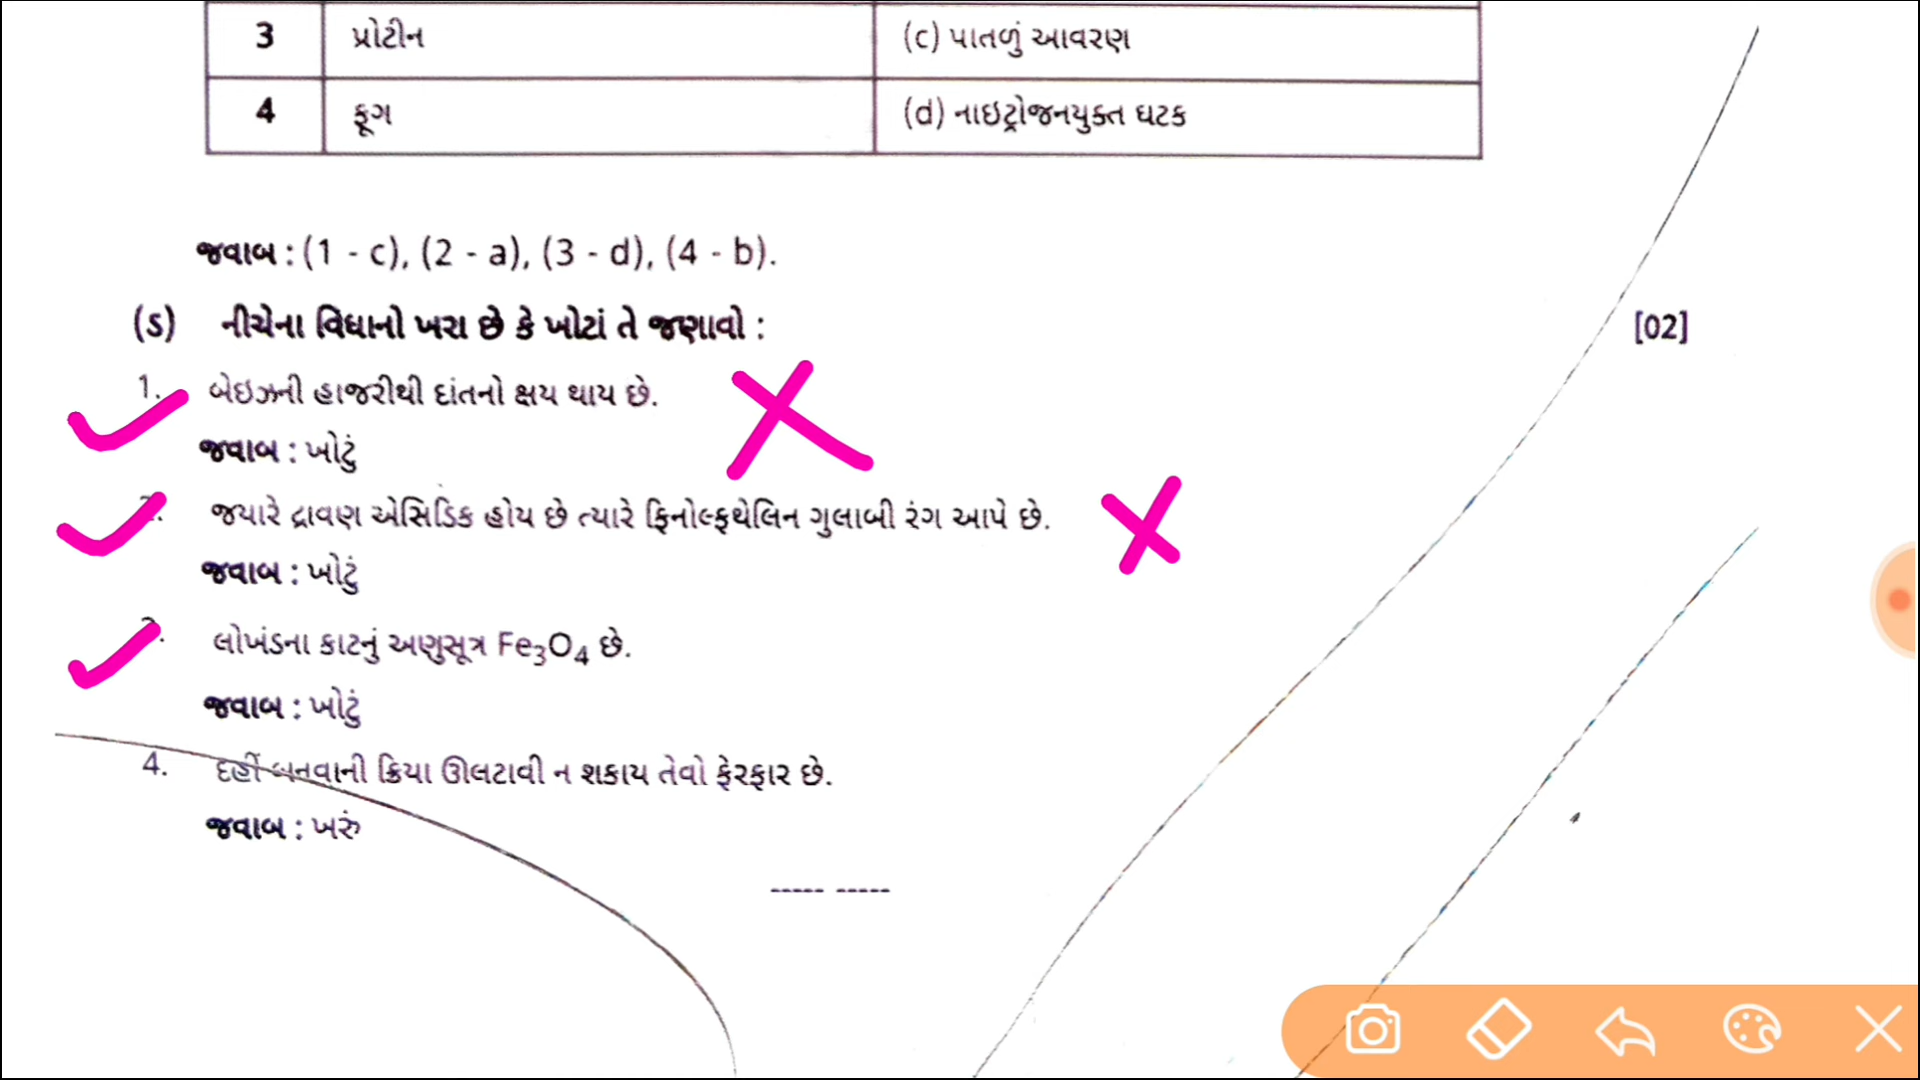 3 પ્રોટીન (c) પાતળું આવરણ
4 ફૂગ (d) નાઇટ્રોજનયુક્ત ઘટક
જવાબ : (1 - c), (2 - a), (3 - d), (4 - b).
(ડ) નીચેના વિધાનો ખરા છે કે ખોટાં તે જણાવો : [02]
1. બેઇઝની હાજરીથી દાંતનો ક્ષય થાય છે.
જવાબ : ખોટું
જયારે દ્રાવણ એસિડિક હોય છે ત્યારે ફિનોલ્ફથેલિન ગુલાબી રંગ આપે છે.
જવાબ : ખોટું
લોખંડના કાટનું અણુસૂત્ર Fe₃O₄ છે.
જવાબ : ખોટું
4. દહીં બનવાની ક્રિયા ઊલટાવી ન શકાય તેવો ફેરફાર છે.
જવાબ : ખરું
----- -----